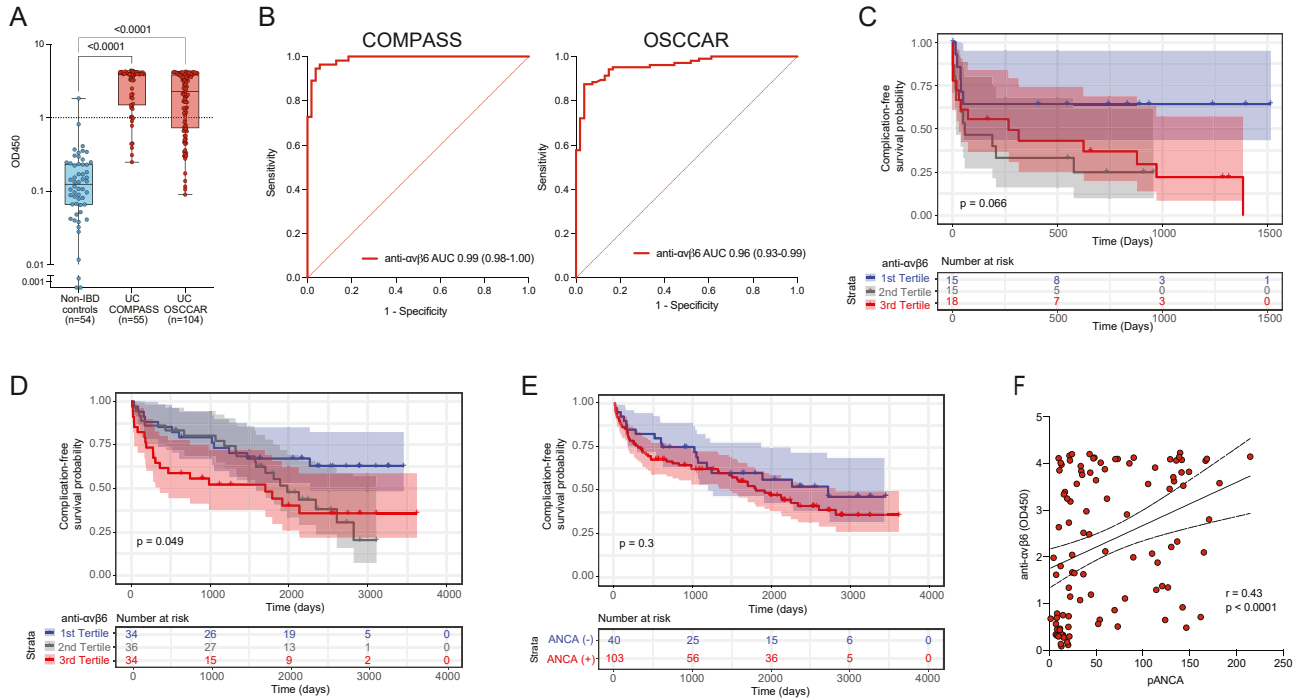 A
<0.0001
<0.0001
10
1
0.1
0.01
0.001
OD450
Non-IBD controls (n=54)
UC COMPASS (n=55)
UC OSCCAR (n=104)
B
COMPASS
1.0
0.8
0.6
0.4
0.2
0.0
Sensitivity
anti-αvβ6 AUC 0.99 (0.98-1.00)
0.0 0.2 0.4 0.6 0.8 1.0
1 - Specificity
OSCCAR
1.0
0.8
0.6
0.4
0.2
0.0
Sensitivity
anti-αvβ6 AUC 0.96 (0.93-0.99)
0.0 0.2 0.4 0.6 0.8 1.0
1 - Specificity
C
1.00
0.75
0.50
0.25
0.00
Complication-free
survival probability
p = 0.066
0 500 1000 1500
Time (Days)
anti-αvβ6 Number at risk
Strata
1st Tertile 15 8 3 1
2nd Tertile 15 5 0 0
3rd Tertile 18 7 3 0
0 500 1000 1500
Time (Days)
D
1.00
0.75
0.50
0.25
0.00
Complication-free
survival probability
p = 0.049
0 1000 2000 3000 4000
Time (days)
anti-αvβ6 Number at risk
Strata
1st Tertile 34 26 19 5 0
2nd Tertile 36 27 13 1 0
3rd Tertile 34 15 9 2 0
0 1000 2000 3000 4000
Time (days)
E
1.00
0.75
0.50
0.25
0.00
Complication-free
survival probability
p = 0.3
0 1000 2000 3000 4000
Time (days)
Number at risk
Strata
ANCA (-) 40 25 15 6 0
ANCA (+) 103 56 36 5 0
0 1000 2000 3000 4000
Time (days)
F
5
4
3
2
1
0
anti-αvβ6 (OD450)
r = 0.43
p < 0.0001
0 50 100 150 200 250
pANCA